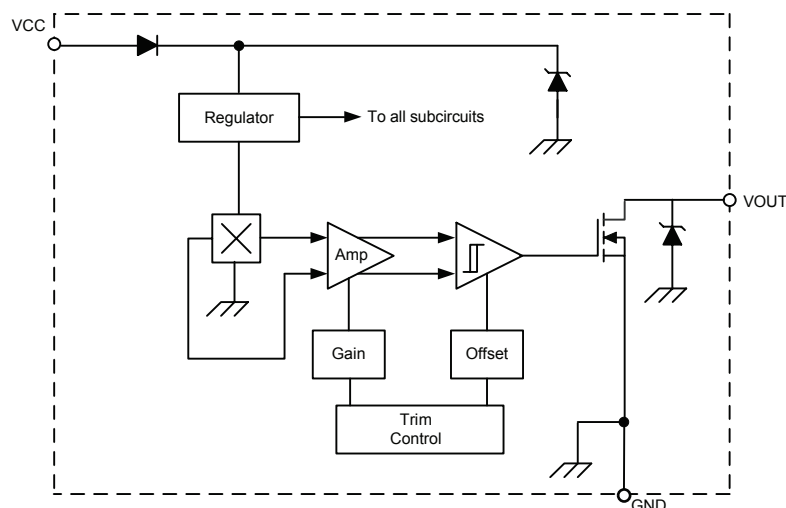 VCC
Regulator
To all subcircuits
VOUT
Amp
Gain
Offset
Trim
Control
GND